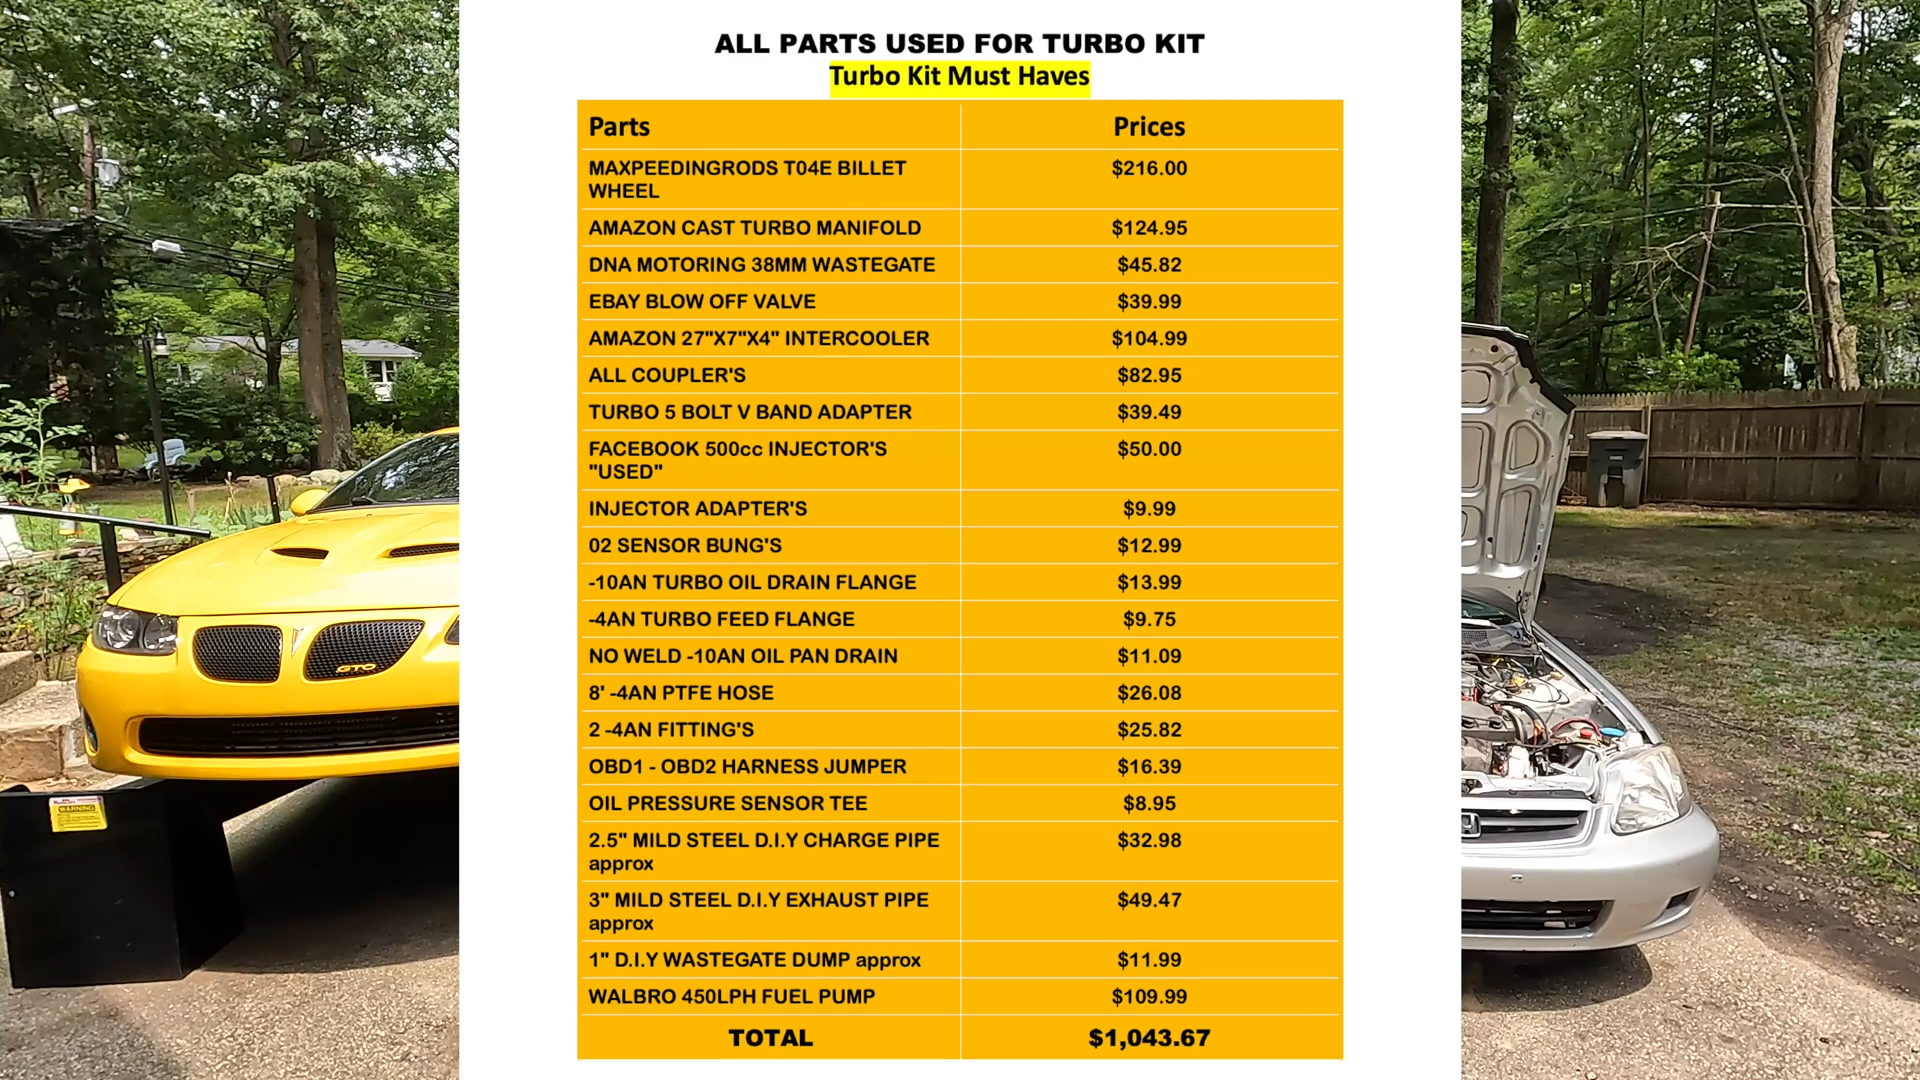 ALL PARTS USED FOR TURBO KIT
Turbo Kit Must Haves
Parts Prices
MAXPEEDINGRODS T04E BILLET $216.00
WHEEL
AMAZON CAST TURBO MANIFOLD $124.95
DNA MOTORING 38MM WASTEGATE $45.82
EBAY BLOW OFF VALVE $39.99
AMAZON 27"X7"X4" INTERCOOLER $104.99
ALL COUPLER'S $82.95
TURBO 5 BOLT V BAND ADAPTER $39.49
FACEBOOK 500cc INJECTOR'S $50.00
"USED"
INJECTOR ADAPTER'S $9.99
02 SENSOR BUNG'S $12.99
-10AN TURBO OIL DRAIN FLANGE $13.99
-4AN TURBO FEED FLANGE $9.75
NO WELD -10AN OIL PAN DRAIN $11.09
8' -4AN PTFE HOSE $26.08
2 -4AN FITTING'S $25.82
OBD1 - OBD2 HARNESS JUMPER $16.39
OIL PRESSURE SENSOR TEE $8.95
2.5" MILD STEEL D.I.Y CHARGE PIPE $32.98
approx
3" MILD STEEL D.I.Y EXHAUST PIPE $49.47
approx
1" D.I.Y WASTEGATE DUMP approx $11.99
WALBRO 450LPH FUEL PUMP $109.99
TOTAL $1,043.67
GTO
WARNING